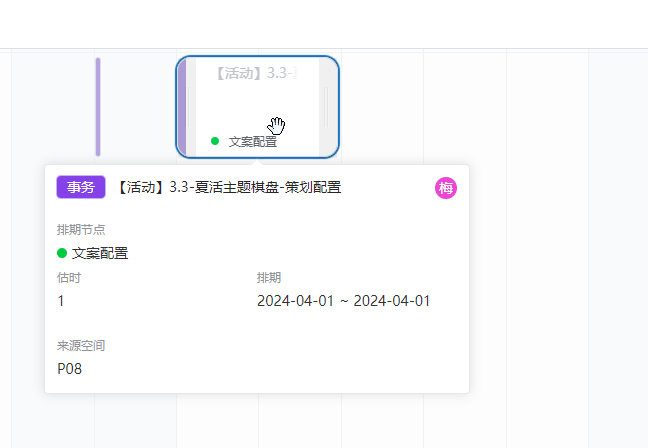 【活动】3.3-
文案配置
事务 【活动】3.3-夏活主题棋盘-策划配置 梅
排期节点
文案配置
估时 排期
1 2024-04-01 ~ 2024-04-01
来源空间
P08